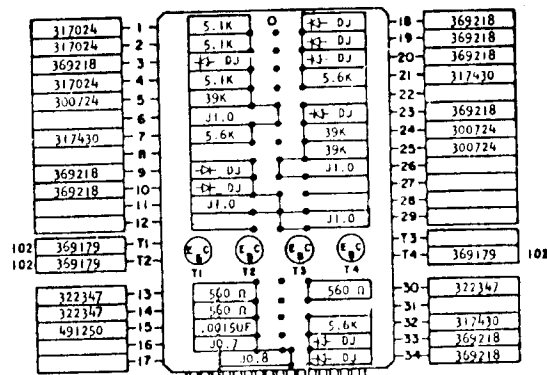 317024 1 5.1K DJ 18 369218
317024 2 5.1K DJ 19 369218
369218 3 DJ DJ 20 369218
317024 4 5.1K 5.6K 21 317430
300724 5 39K 22
6 J1.0 DJ 23 369218
317430 7 5.6K 39K 24 300724
8 39K 25 300724
369218 9 DJ J1.0 26
369218 10 DJ 27
11 J1.0 28
12 J1.0 29
102 369179 T1 E B C E B C E B C E B C T3
102 369179 T2 T4 369179 102
T1 T2 T3 T4
322347 13 560 Ω 560 Ω 30 322347
322347 14 560 Ω 31
491250 15 .0015UF 5.6K 32 317430
16 J0.7 DJ 33 369218
17 J0.8 DJ 34 369218